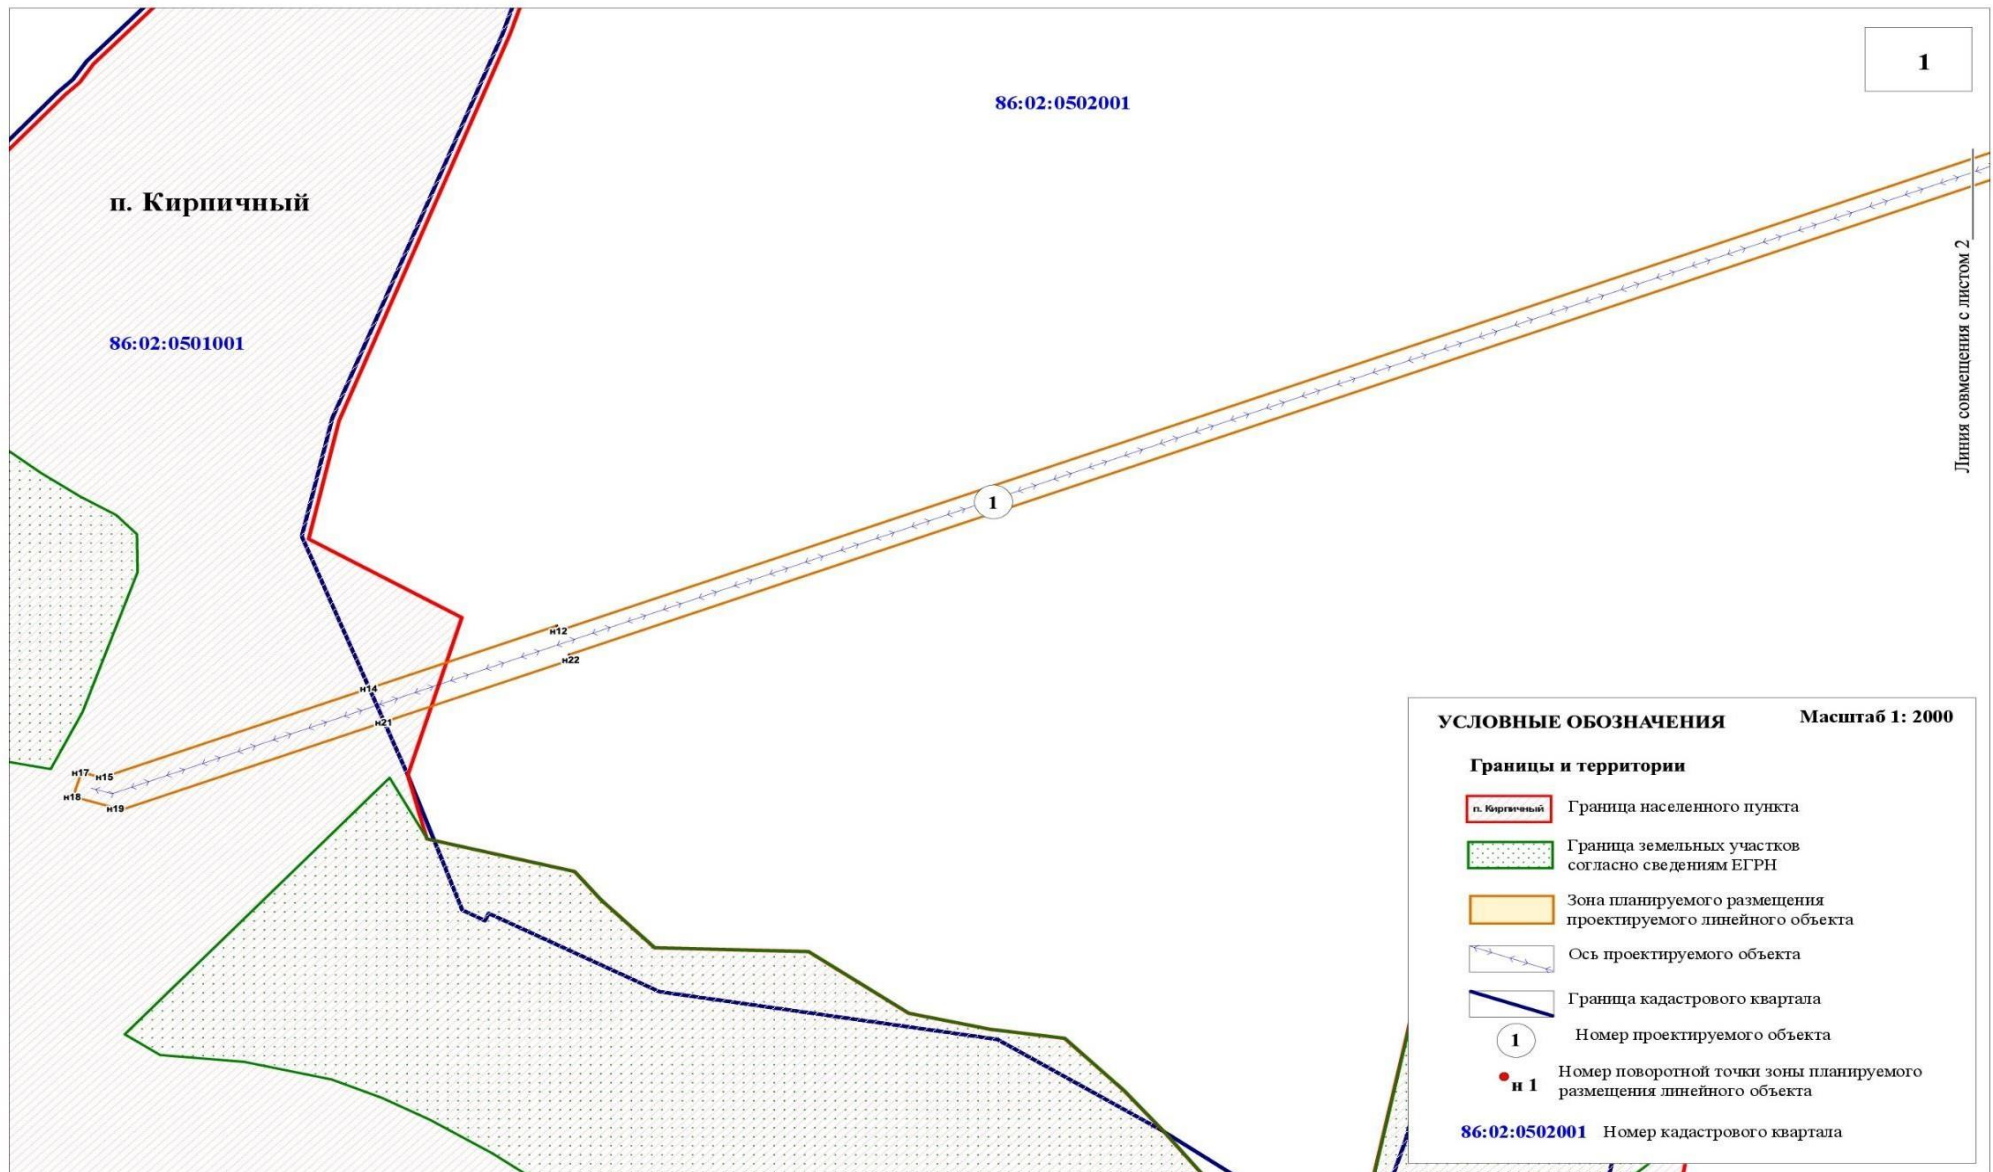 1
86:02:0502001
п. Кирпичный
Линия совмещения с листом 2
86:02:0501001
1
н12
н22
н14
н21
н17
н15
н18
н19
УСЛОВНЫЕ ОБОЗНАЧЕНИЯ
Масштаб 1: 2000
Границы и территории
п. Кирпичный
Граница населенного пункта
Граница земельных участков
согласно сведениям ЕГРН
Зона планируемого размещения
проектируемого линейного объекта
Ось проектируемого объекта
Граница кадастрового квартала
1
Номер проектируемого объекта
н 1
Номер поворотной точки зоны планируемого
размещения линейного объекта
86:02:0502001
Номер кадастрового квартала